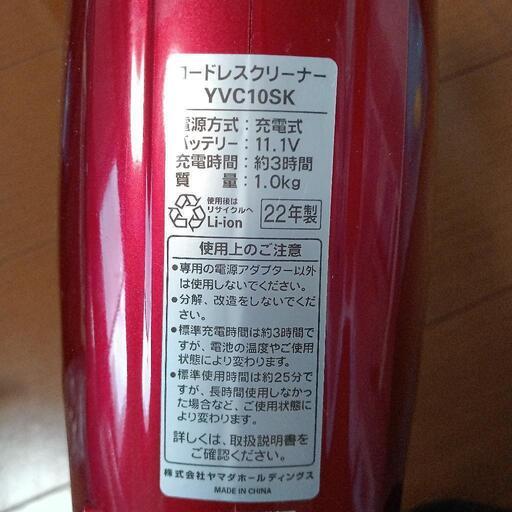 コードレスクリーナー
YVC10SK
電源方式：充電式
バッテリー：11.1V
充電時間：約3時間
質　　量：1.0kg
使用後は
リサイクルへ
Li-ion
22年製
使用上のご注意
●専用の電源アダプター以外
は使用しないでください。
●分解、改造をしないでくだ
さい。
●標準充電時間は約3時間で
すが、電池の温度やご使用
状態により変わります。
●標準使用時間は約25分で
すが、長時間使用しなかっ
た場合など、ご使用状態に
より変わります。
詳しくは、取扱説明書を
ご確認ください。
株式会社ヤマダホールディングス
MADE IN CHINA